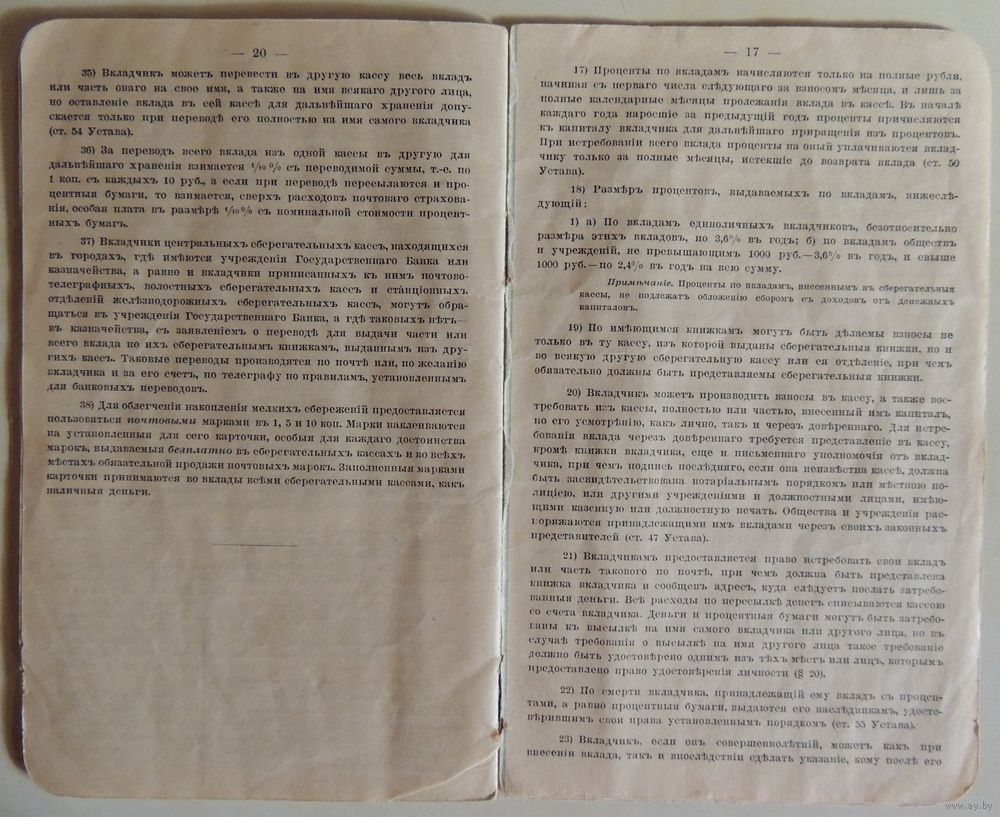 — 20 —
35) Вкладчикъ можетъ перевести въ другую кассу весь вкладъ
или часть онаго на свое имя, а также на имя всякаго другого лица,
но оставленіе вклада въ сей кассѣ для дальнѣйшаго храненія допу-
скается только при переводѣ его полностью на имя самого вкладчика
(ст. 54 Устава).
36) За переводъ всего вклада изъ одной кассы въ другую для
дальнѣйшаго храненія взимается 1/10 % съ переводимой суммы, т.-е. по
1 коп. съ каждыхъ 10 руб., а если при переводѣ пересылаются и про-
центныя бумаги, то взимается, сверхъ расходовъ почтоваго страхова-
нія, особая плата въ размѣрѣ 1/10% съ номинальной стоимости процент-
ныхъ бумагъ.
37) Вкладчики центральныхъ сберегательныхъ кассъ, находящихся
въ городахъ, гдѣ имѣются учрежденія Государственнаго Банка или
казначейства, а равно и вкладчики приписанныхъ къ нимъ почтово-
телеграфныхъ, волостныхъ сберегательныхъ кассъ и станціонныхъ
отдѣленій желѣзнодорожныхъ сберегательныхъ кассъ, могутъ обра-
щаться въ учрежденія Государственнаго Банка, а гдѣ таковыхъ нѣтъ—
въ казначейства, съ заявленіемъ о переводѣ для выдачи части или
всего вклада по ихъ сберегательнымъ книжкамъ, выданнымъ изъ дру-
гихъ кассъ. Таковые переводы производятся по почтѣ или, по желанію
вкладчика и за его счетъ, по телеграфу по правиламъ, установленнымъ
для банковыхъ переводовъ.
38) Для облегченія накопленія мелкихъ сбереженій предоставляется
пользоваться почтовыми марками въ 1, 5 и 10 коп. Марки наклеиваются
на установленныя для сего карточки, особыя для каждаго достоинства
марокъ, выдаваемыя безплатно въ сберегательныхъ кассахъ и во всѣхъ
мѣстахъ обязательной продажи почтовыхъ марокъ. Заполненныя марками
карточки принимаются во вклады всѣми сберегательными кассами, какъ
наличныя деньги.
— 17 —
17) Проценты по вкладамъ начисляются только на полные рубли,
начиная съ перваго числа слѣдующаго за взносомъ мѣсяца, и лишь за
полные календарные мѣсяцы пролежанія вклада въ кассѣ. Въ началѣ
каждаго года наросшіе за предыдущій годъ проценты причисляются
къ капиталу вкладчика для дальнѣйшаго приращенія изъ процентовъ.
При истребованіи всего вклада проценты на оный уплачиваются вклад-
чику только за полные мѣсяцы, истекшіе до возврата вклада (ст. 50
Устава).
18) Размѣръ процентовъ, выдаваемыхъ по вкладамъ, нижеслѣ-
дующій:
1) а) По вкладамъ единоличныхъ вкладчиковъ, безотносительно
размѣра этихъ вкладовъ, по 3,6% въ годъ; б) по вкладамъ обществъ
и учрежденій, не превышающимъ 1000 руб.—3,6% въ годъ, и свыше
1000 руб.—по 2,4% въ годъ на всю сумму.
Примѣчаніе. Проценты по вкладамъ, внесеннымъ въ сберегательныя
кассы, не подлежатъ обложенію сборомъ съ доходовъ отъ денежныхъ
капиталовъ.
19) По имѣющимся книжкамъ могутъ быть дѣлаемы взносы не
только въ ту кассу, изъ которой выданы сберегательныя книжки, но и
во всякую другую сберегательную кассу или ея отдѣленіе, при чемъ
обязательно должны быть представляемы сберегательныя книжки.
20) Вкладчикъ можетъ производить взносы въ кассу, а также вос-
требовать изъ кассы, полностью или частью, внесенный имъ капиталъ,
по его усмотрѣнію, какъ лично, такъ и черезъ довѣреннаго. Для истре-
бованія вклада черезъ довѣреннаго требуется представленіе въ кассу,
кромѣ книжки вкладчика, еще и письменнаго уполномочія отъ вклад-
чика, при чемъ подпись послѣдняго, если она неизвѣстна кассѣ, должна
быть засвидѣтельствована нотаріальнымъ порядкомъ или мѣстною по-
лиціею, или другими учрежденіями и должностными лицами, имѣю-
щими казенную или должностную печать. Общества и учрежденія рас-
поряжаются принадлежащими имъ вкладами черезъ своихъ законныхъ
представителей (ст. 47 Устава).
21) Вкладчикамъ предоставляется право истребовать свои вкладъ
или часть такового по почтѣ, при чемъ должна быть представлена
книжка вкладчика и сообщенъ адресъ, куда слѣдуетъ послать затребо-
ванныя деньги. Всѣ расходы по пересылкѣ денегъ списываются кассою
со счета вкладчика. Деньги и процентныя бумаги могутъ быть затребо-
ваны къ высылкѣ на имя самого вкладчика или другого лица, но въ
случаѣ требованія о высылкѣ на имя другого лица такое требованіе
должно быть удостовѣрено однимъ изъ тѣхъ мѣстъ или лицъ, которымъ
предоставлено право удостовѣренія личности (§ 20).
22) По смерти вкладчика, принадлежащій ему вкладъ съ процен-
тами, а равно процентныя бумаги, выдаются его наслѣдникамъ, удосто-
вѣрившимъ свои права установленнымъ порядкомъ (ст. 55 Устава).
23) Вкладчикъ, если онъ совершеннолѣтній, можетъ какъ при
внесеніи вклада, такъ и впослѣдствіи сдѣлать указаніе, кому послѣ его
www.ay.by